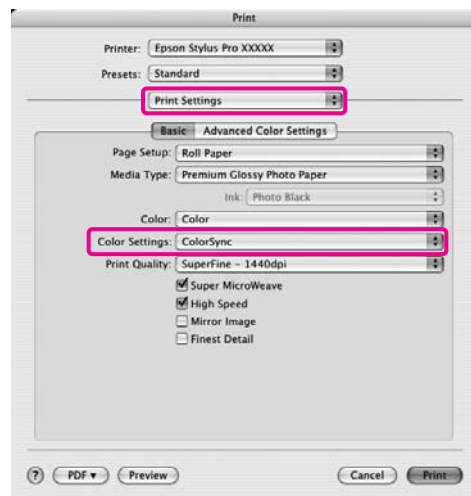 Print
Printer: Epson Stylus Pro XXXXX
Presets: Standard
Print Settings
Basic Advanced Color Settings
Page Setup: Roll Paper
Media Type: Premium Glossy Photo Paper
Ink: Photo Black
Color: Color
Color Settings: ColorSync
Print Quality: SuperFine – 1440dpi
Super MicroWeave
High Speed
Mirror Image
Finest Detail
? PDF ▾ Preview Cancel Print